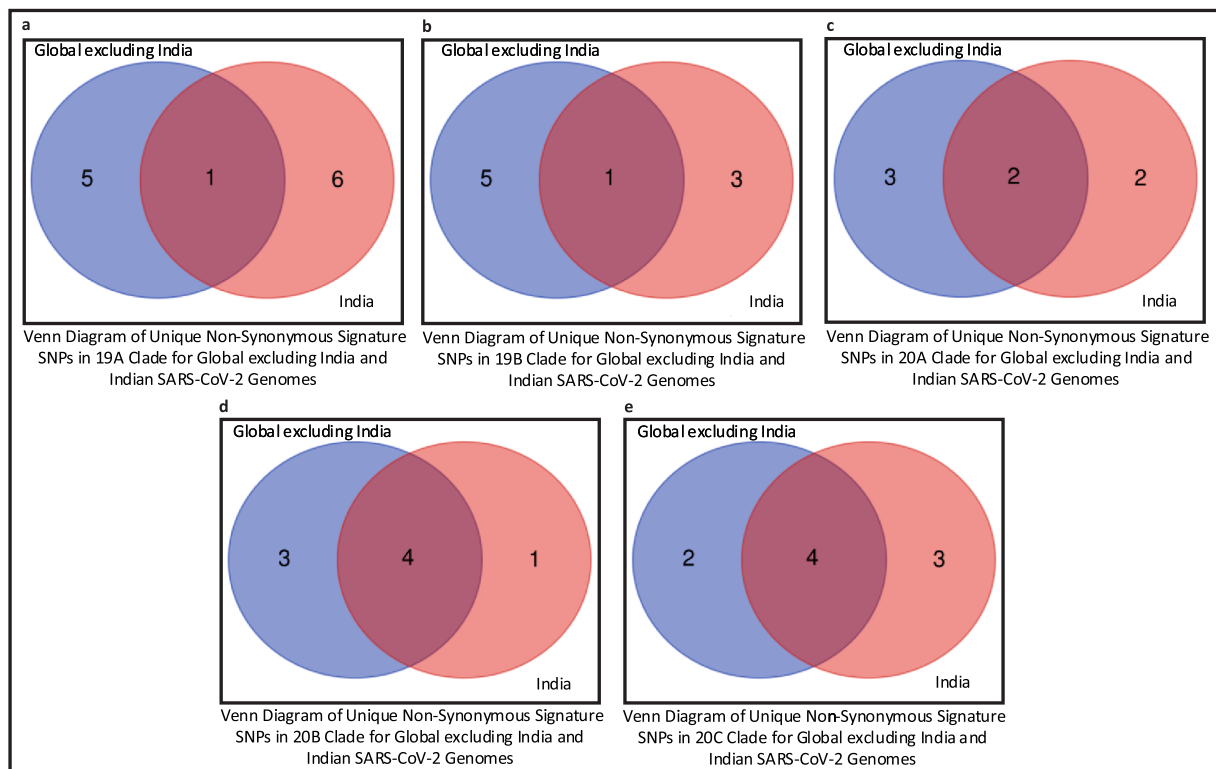 a
Global excluding India
5
1
6
India
Venn Diagram of Unique Non-Synonymous Signature
SNPs in 19A Clade for Global excluding India and
Indian SARS-CoV-2 Genomes
b
Global excluding India
5
1
3
India
Venn Diagram of Unique Non-Synonymous Signature
SNPs in 19B Clade for Global excluding India and
Indian SARS-CoV-2 Genomes
c
Global excluding India
3
2
2
India
Venn Diagram of Unique Non-Synonymous Signature
SNPs in 20A Clade for Global excluding India and
Indian SARS-CoV-2 Genomes
d
Global excluding India
3
4
1
India
Venn Diagram of Unique Non-Synonymous Signature
SNPs in 20B Clade for Global excluding India and
Indian SARS-CoV-2 Genomes
e
Global excluding India
2
4
3
India
Venn Diagram of Unique Non-Synonymous Signature
SNPs in 20C Clade for Global excluding India and
Indian SARS-CoV-2 Genomes